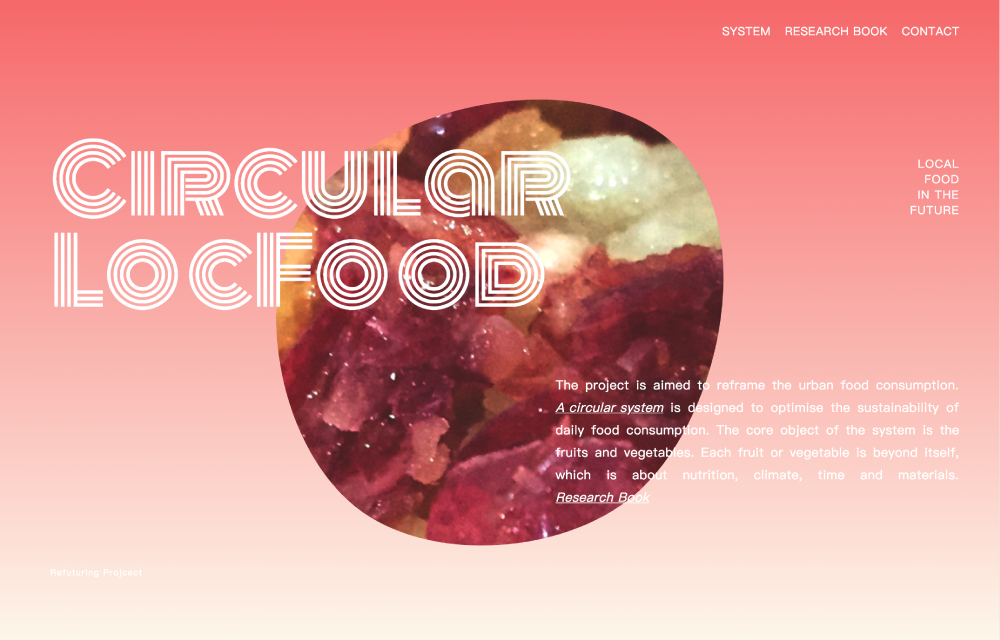 SYSTEM RESEARCH BOOK CONTACT
CIRCULAR
LOCFOOD
LOCAL
FOOD
IN THE
FUTURE
The project is aimed to reframe the urban food consumption.
A circular system is designed to optimise the sustainability of
daily food consumption. The core object of the system is the
fruits and vegetables. Each fruit or vegetable is beyond itself,
which is about nutrition, climate, time and materials.
Research Book
Refuturing Projcect